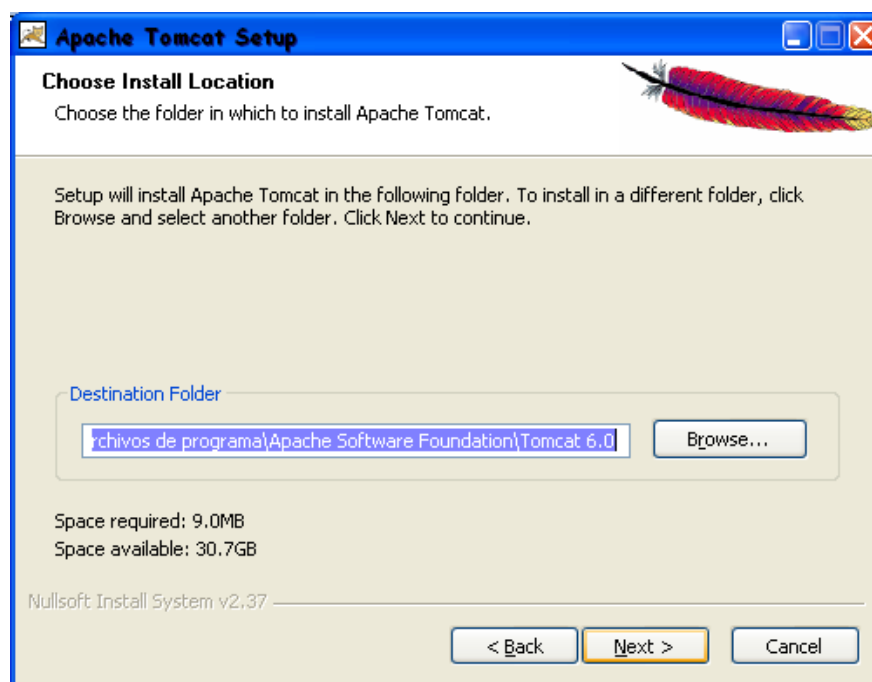 Apache Tomcat Setup
Choose Install Location
Choose the folder in which to install Apache Tomcat.
Setup will install Apache Tomcat in the following folder. To install in a different folder, click
Browse and select another folder. Click Next to continue.
Destination Folder
rchivos de programa\Apache Software Foundation\Tomcat 6.0
Browse...
Space required: 9.0MB
Space available: 30.7GB
Nullsoft Install System v2.37
< Back
Next >
Cancel